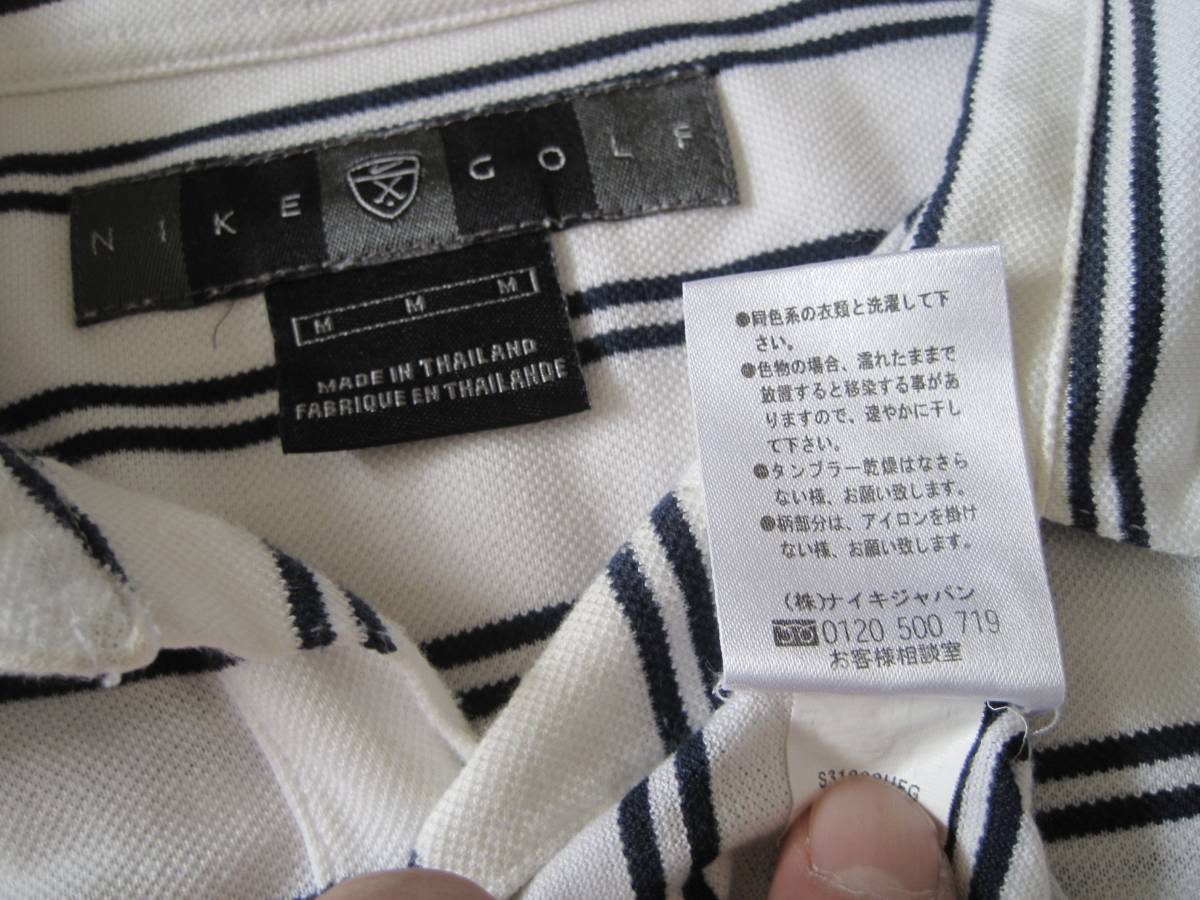 NIKE GOLF
M M M
MADE IN THAILAND
FABRIQUE EN THAILANDE
●同色系の衣類と洗濯して下
さい。
●色物の場合、濡れたままで
放置すると移染する事があ
りますので、速やかに干し
て下さい。
●タンブラー乾燥はなさら
ない様、お願い致します。
●柄部分は、アイロンを掛け
ない様、お願い致します。
(株)ナイキジャパン
0120 500 719
お客様相談室